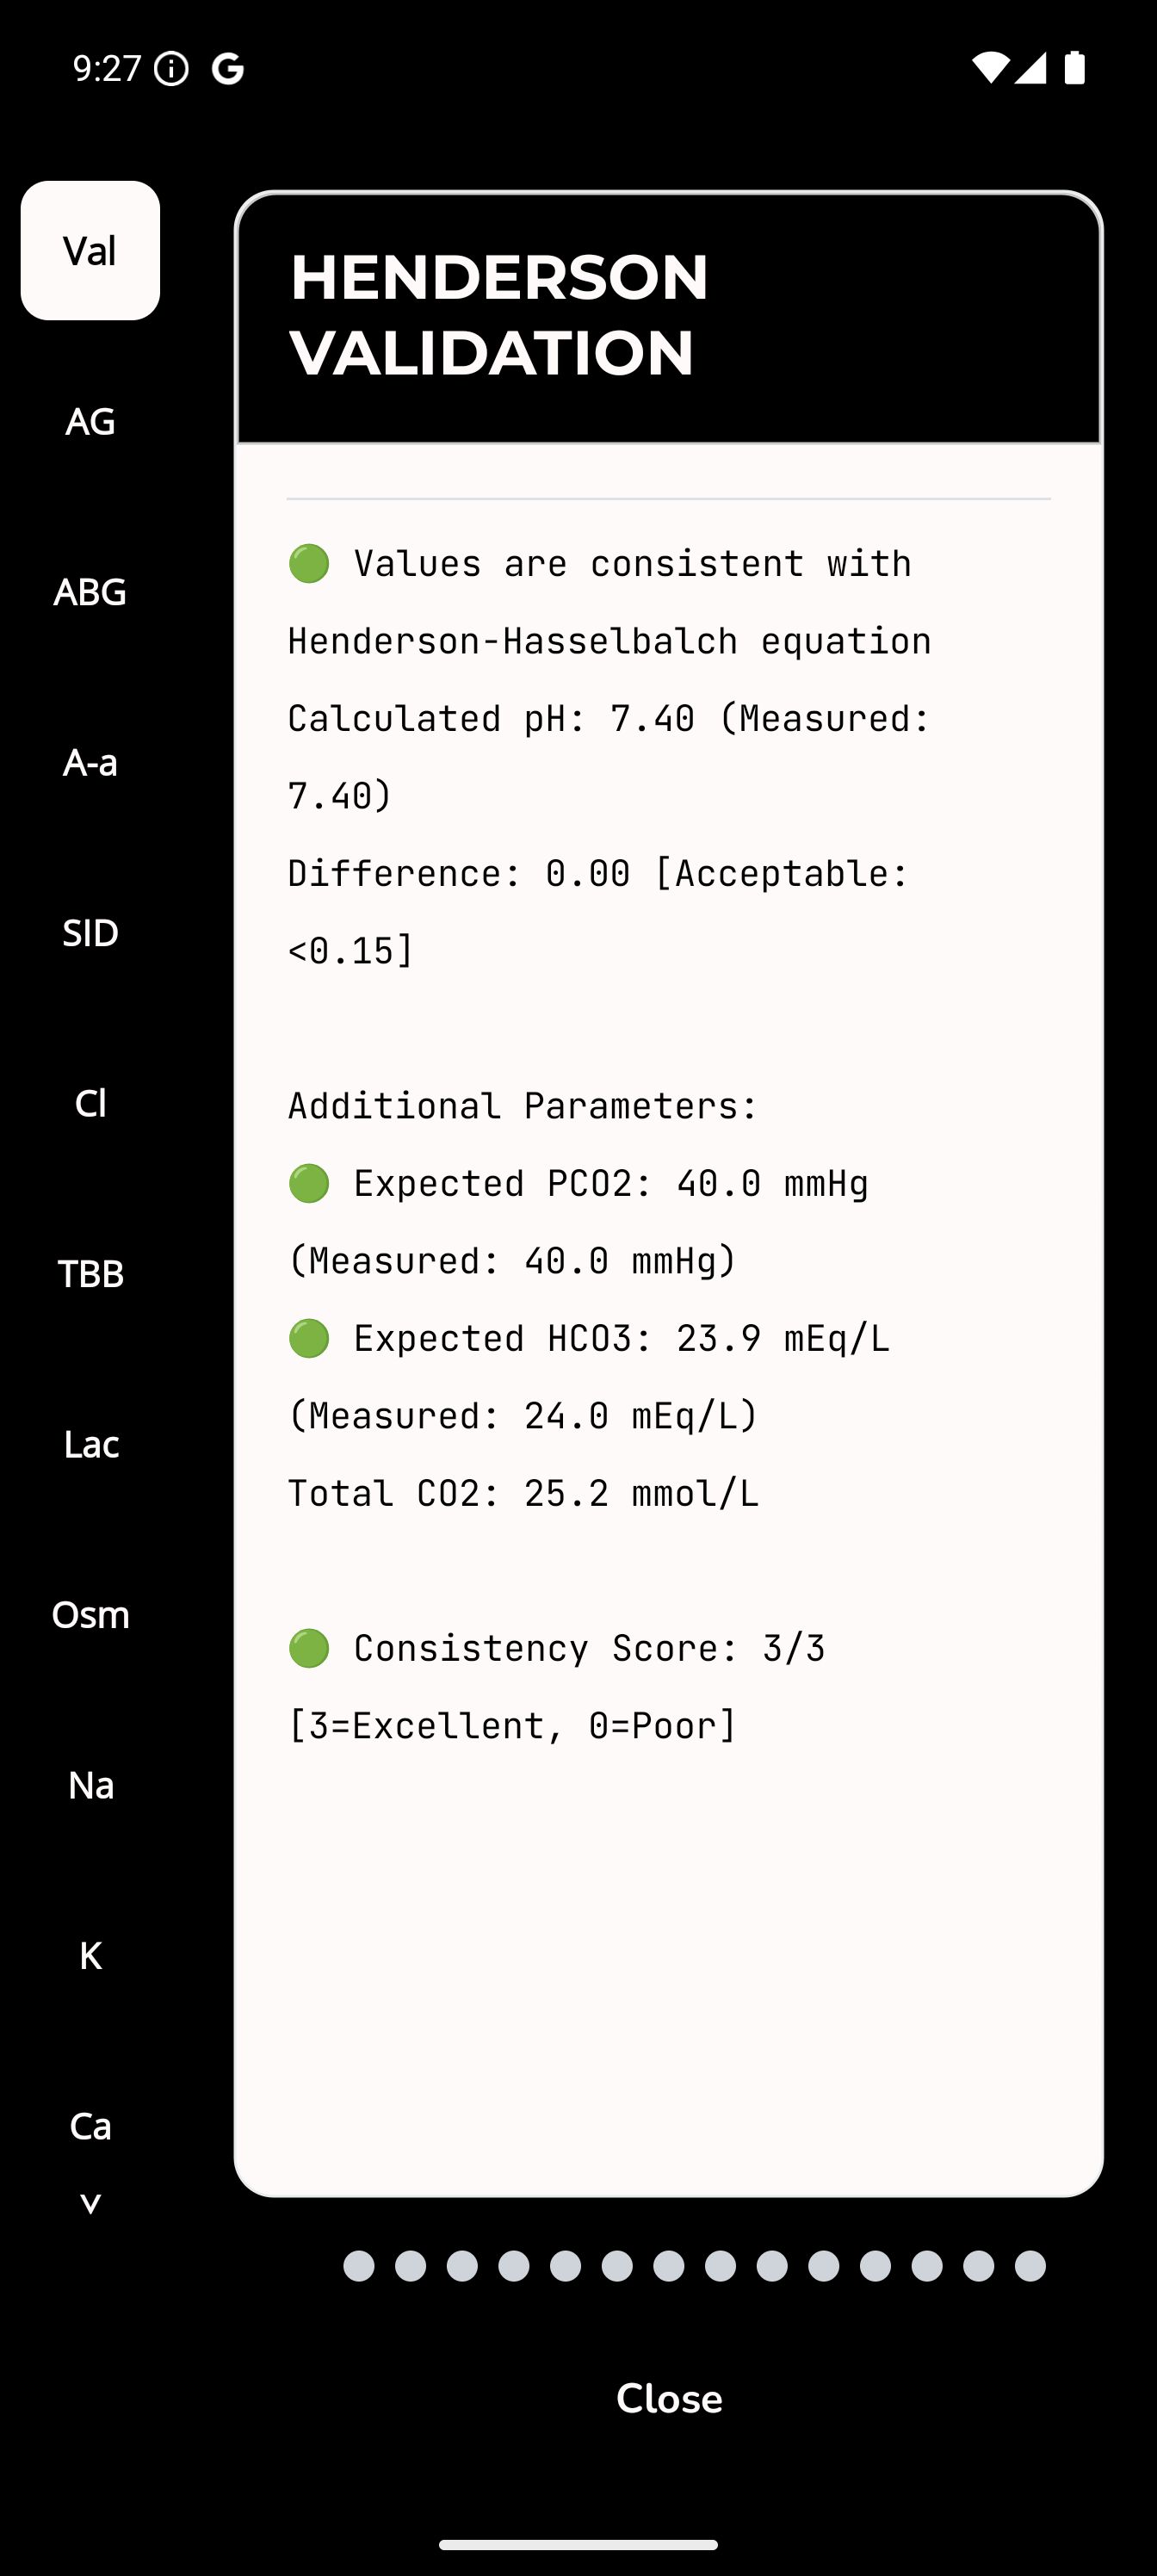 9:27
Val
AG
ABG
A-a
SID
Cl
TBB
Lac
Osm
Na
K
Ca
HENDERSON
VALIDATION
Values are consistent with
Henderson-Hasselbalch equation
Calculated pH: 7.40 (Measured:
7.40)
Difference: 0.00 [Acceptable:
<0.15]
Additional Parameters:
Expected PCO2: 40.0 mmHg
(Measured: 40.0 mmHg)
Expected HCO3: 23.9 mEq/L
(Measured: 24.0 mEq/L)
Total CO2: 25.2 mmol/L
Consistency Score: 3/3
[3=Excellent, 0=Poor]
Close